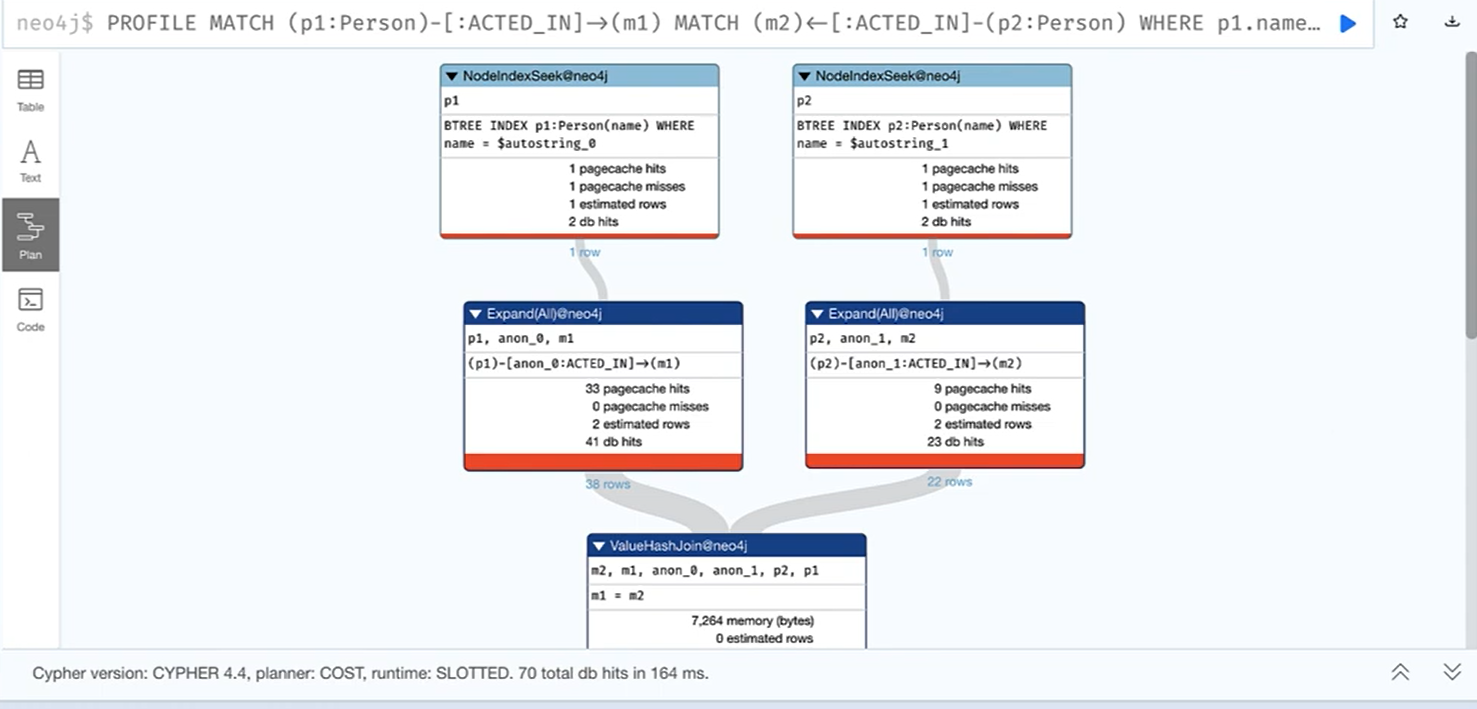 neo4j$ PROFILE MATCH (p1:Person)-[:ACTED_IN]→(m1) MATCH (m2)←[:ACTED_IN]-(p2:Person) WHERE p1.name…
Table
Text
Plan
Code
NodeIndexSeek@neo4j
p1
BTREE INDEX p1:Person(name) WHERE
name = $autostring_0
1 pagecache hits
1 pagecache misses
1 estimated rows
2 db hits
1 row
NodeIndexSeek@neo4j
p2
BTREE INDEX p2:Person(name) WHERE
name = $autostring_1
1 pagecache hits
1 pagecache misses
1 estimated rows
2 db hits
1 row
Expand(All)@neo4j
p1, anon_0, m1
(p1)-[anon_0:ACTED_IN]→(m1)
33 pagecache hits
0 pagecache misses
2 estimated rows
41 db hits
38 rows
Expand(All)@neo4j
p2, anon_1, m2
(p2)-[anon_1:ACTED_IN]→(m2)
9 pagecache hits
0 pagecache misses
2 estimated rows
23 db hits
22 rows
ValueHashJoin@neo4j
m2, m1, anon_0, anon_1, p2, p1
m1 = m2
7,264 memory (bytes)
0 estimated rows
Cypher version: CYPHER 4.4, planner: COST, runtime: SLOTTED. 70 total db hits in 164 ms.